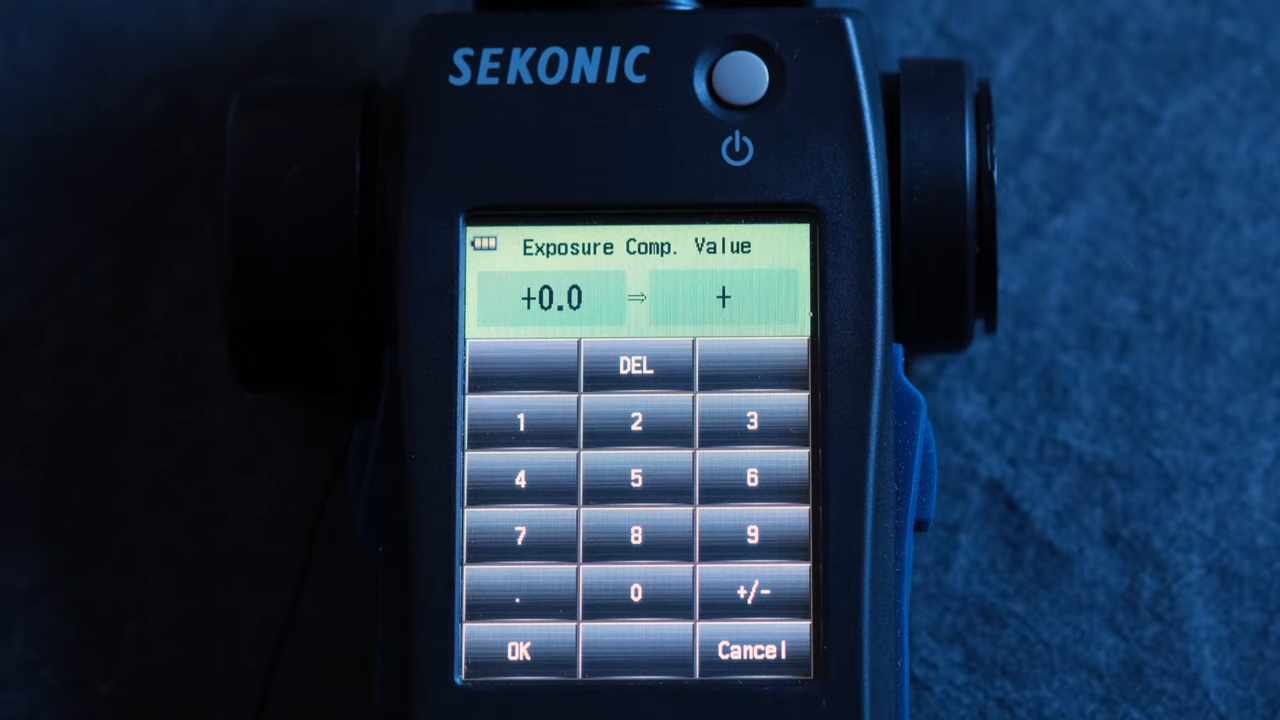 SEKONIC
Exposure Comp. Value
+0.0 ⇒ +
DEL
1 2 3
4 5 6
7 8 9
. 0 +/-
OK Cancel